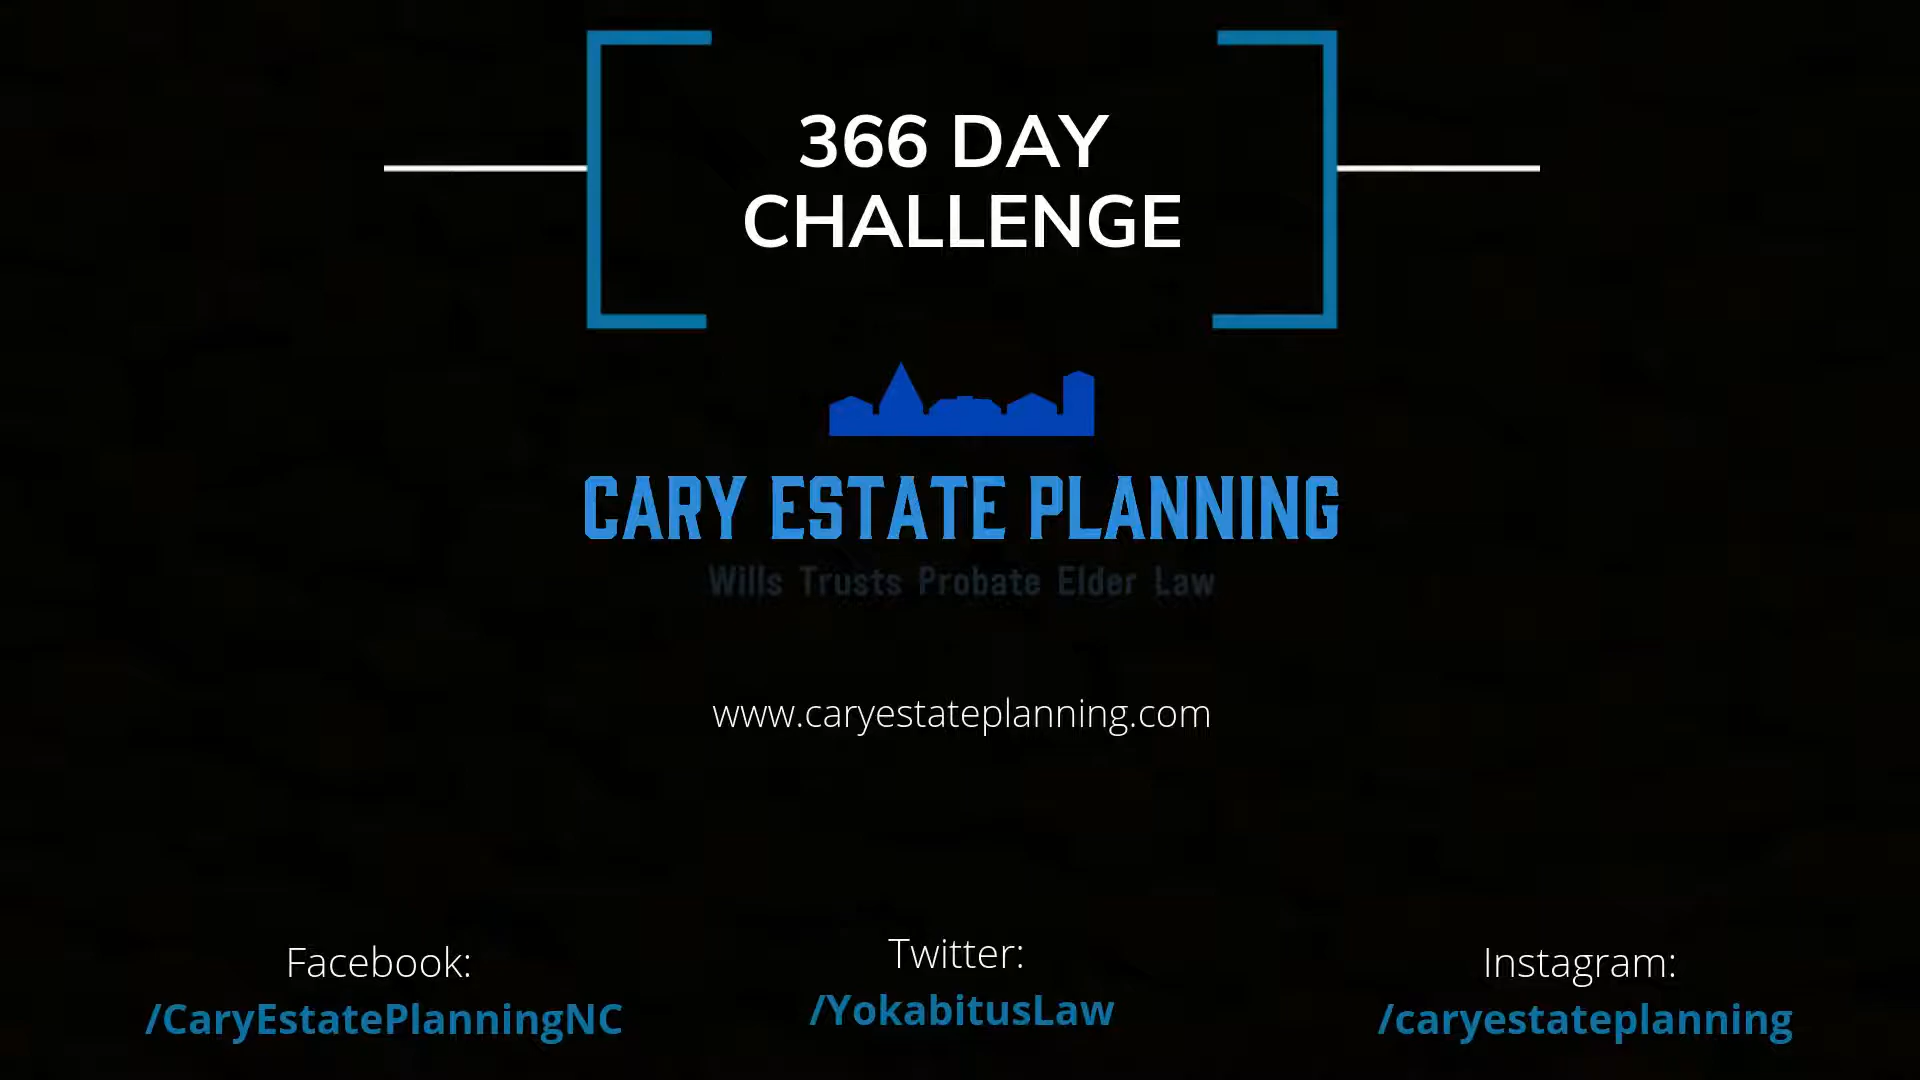 366 DAY
CHALLENGE
CARY ESTATE PLANNING
Wills Trusts Probate Elder Law
www.caryestateplanning.com
Facebook:
/CaryEstatePlanningNC
Twitter:
/YokabitusLaw
Instagram:
/caryestateplanning